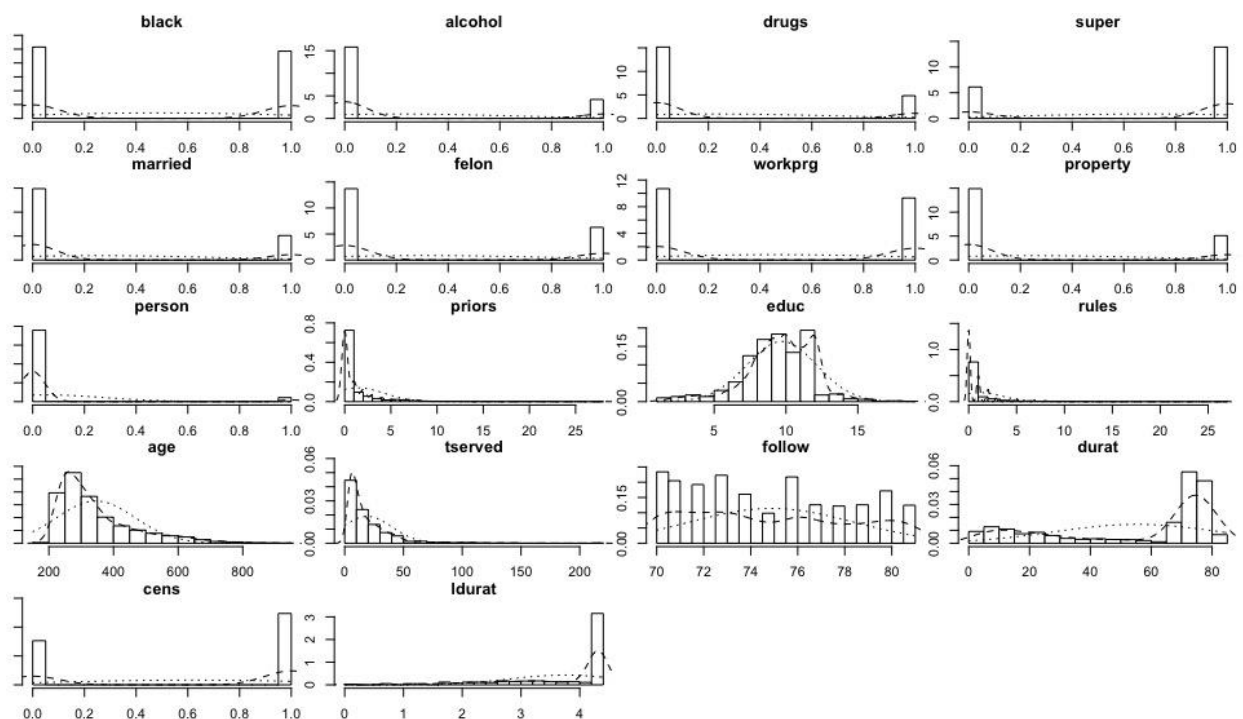 black alcohol drugs super
0 5 15 0 5 10 0 5 10
0.0 0.2 0.4 0.6 0.8 1.0 0.0 0.2 0.4 0.6 0.8 1.0 0.0 0.2 0.4 0.6 0.8 1.0 0.0 0.2 0.4 0.6 0.8 1.0
married felon workprg property
0 5 10 0 4 8 12 0 5 10
0.0 0.2 0.4 0.6 0.8 1.0 0.0 0.2 0.4 0.6 0.8 1.0 0.0 0.2 0.4 0.6 0.8 1.0 0.0 0.2 0.4 0.6 0.8 1.0
person priors educ rules
0.0 0.4 0.8 0.00 0.15 0.0 1.0
0.0 0.2 0.4 0.6 0.8 1.0 0 5 10 15 20 25 5 10 15 0 5 10 15 20 25
age tserved follow durat
0.00 0.03 0.06 0.00 0.15 0.00 0.03 0.06
200 400 600 800 0 50 100 150 200 70 72 74 76 78 80 0 20 40 60 80
cens ldurat
0 1 2 3
0.0 0.2 0.4 0.6 0.8 1.0 0 1 2 3 4